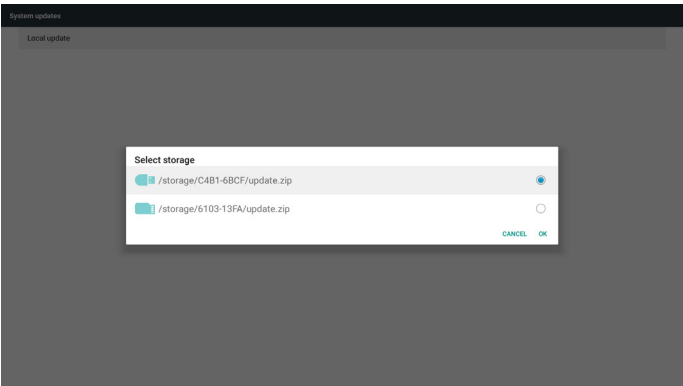 System updates
Local update
Select storage
/storage/C4B1-6BCF/update.zip
/storage/6103-13FA/update.zip
CANCEL OK